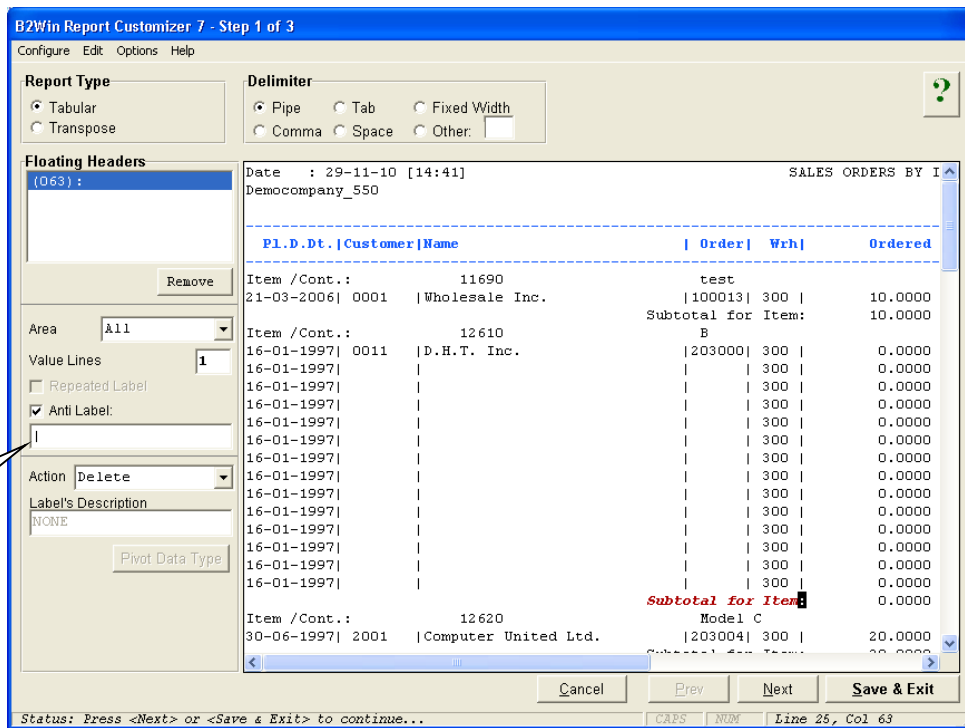 B2Win Report Customizer 7 - Step 1 of 3
Configure Edit Options Help
Report Type
Tabular
Transpose
Delimiter
Pipe Tab Fixed Width
Comma Space Other:
?
Floating Headers
(063) :
Remove
Area All
Value Lines 1
Repeated Label
Anti Label:
|
Action Delete
Label's Description
NONE
Pivot Data Type
Date : 29-11-10 [14:41] SALES ORDERS BY I
Democompany_550
--------------------------------------------------------------------------------
Pl.D.Dt.|Customer|Name | Order| Wrh| Ordered
--------------------------------------------------------------------------------
Item /Cont.: 11690 test
21-03-2006| 0001 |Wholesale Inc. |100013| 300 | 10.0000
Subtotal for Item: 10.0000
Item /Cont.: 12610 B
16-01-1997| 0011 |D.H.T. Inc. |203000| 300 | 0.0000
16-01-1997| | | | 300 | 0.0000
16-01-1997| | | | 300 | 0.0000
16-01-1997| | | | 300 | 0.0000
16-01-1997| | | | 300 | 0.0000
16-01-1997| | | | 300 | 0.0000
16-01-1997| | | | 300 | 0.0000
16-01-1997| | | | 300 | 0.0000
16-01-1997| | | | 300 | 0.0000
16-01-1997| | | | 300 | 0.0000
16-01-1997| | | | 300 | 0.0000
16-01-1997| | | | 300 | 0.0000
16-01-1997| | | | 300 | 0.0000
16-01-1997| | | | 300 | 0.0000
Subtotal for Item: 0.0000
Item /Cont.: 12620 Model C
30-06-1997| 2001 |Computer United Ltd. |203004| 300 | 20.0000
Subtotal for Item: 20.0000
Cancel Prev Next Save & Exit
Status: Press <Next> or <Save & Exit> to continue... CAPS NUM Line 25, Col 63